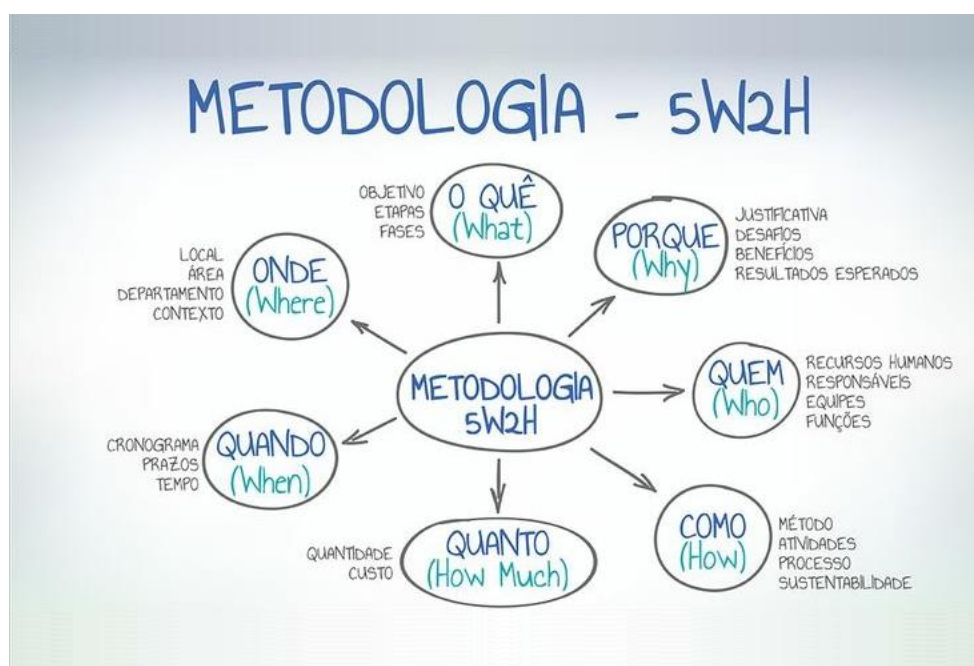 METODOLOGIA - 5W2H
OBJETIVO
ETAPAS
FASES
O QUÊ
(What)
PORQUE
(Why)
JUSTIFICATIVA
DESAFIOS
BENEFÍCIOS
RESULTADOS ESPERADOS
LOCAL
ÁREA
DEPARTAMENTO
CONTEXTO
ONDE
(Where)
METODOLOGIA
5W2H
QUEM
(Who)
RECURSOS HUMANOS
RESPONSÁVEIS
EQUIPES
FUNÇÕES
CRONOGRAMA
PRAZOS
TEMPO
QUANDO
(When)
QUANTIDADE
CUSTO
QUANTO
(How Much)
COMO
(How)
MÉTODO
ATIVIDADES
PROCESSO
SUSTENTABILIDADE